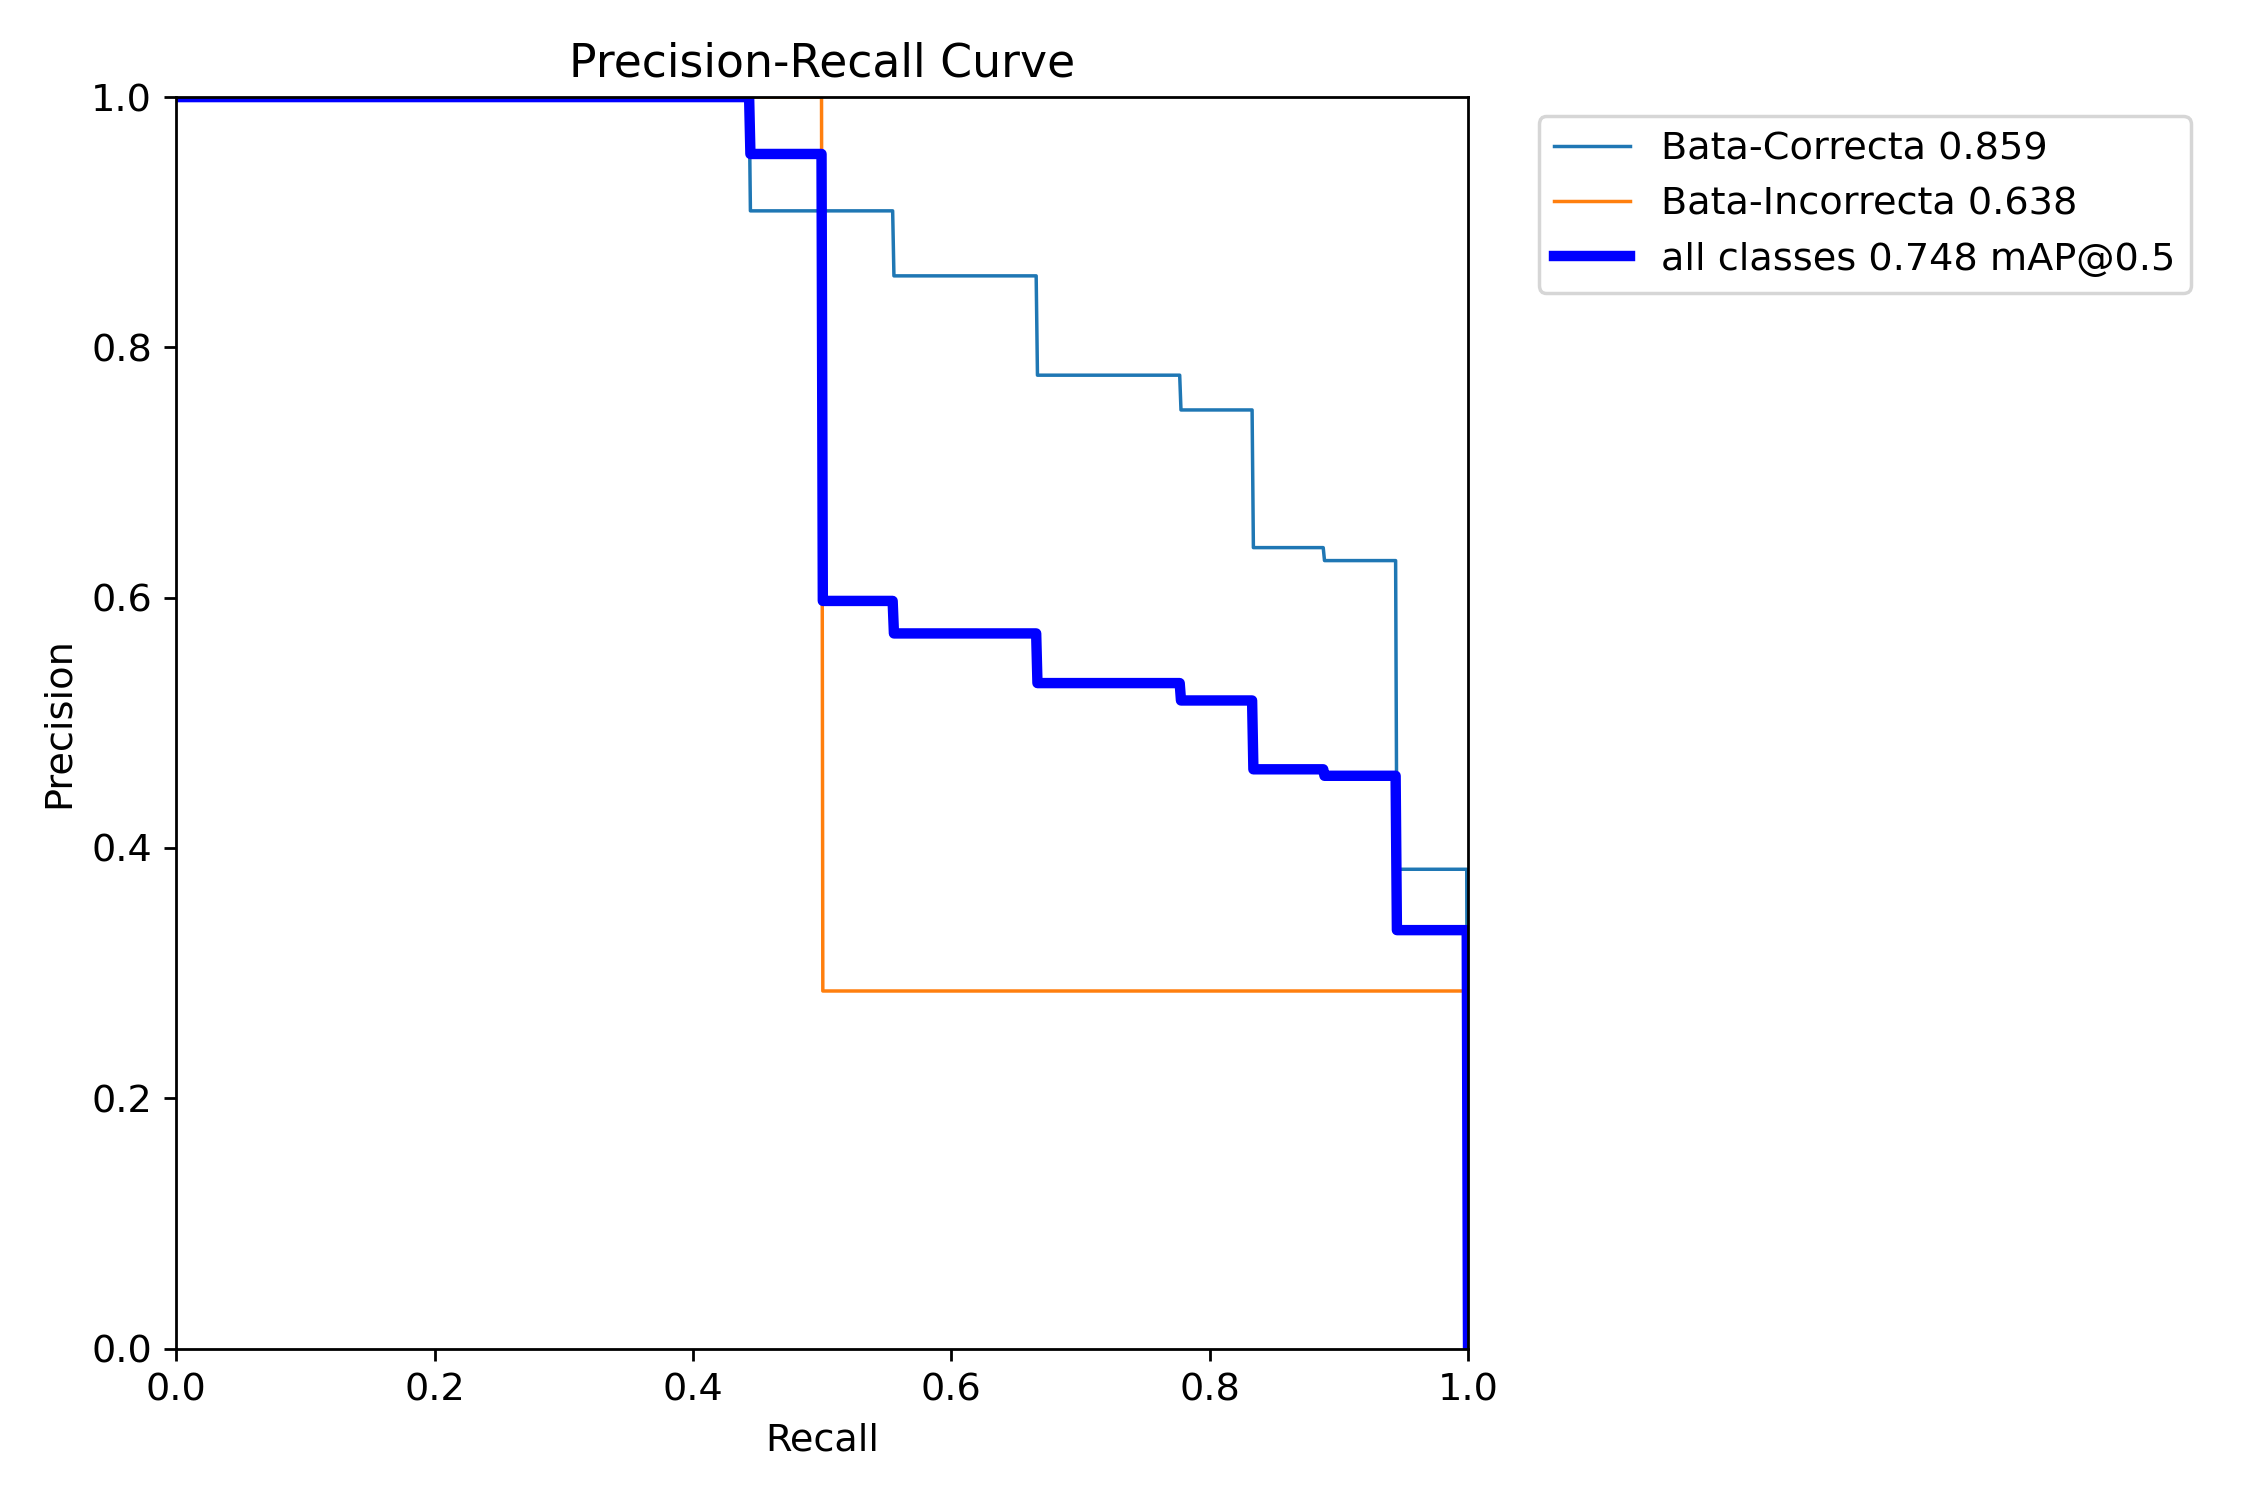 Precision-Recall Curve
1.0
0.8
0.6
0.4
0.2
0.0
Precision
0.0 0.2 0.4 0.6 0.8 1.0
Recall
Bata-Correcta 0.859
Bata-Incorrecta 0.638
all classes 0.748 mAP@0.5